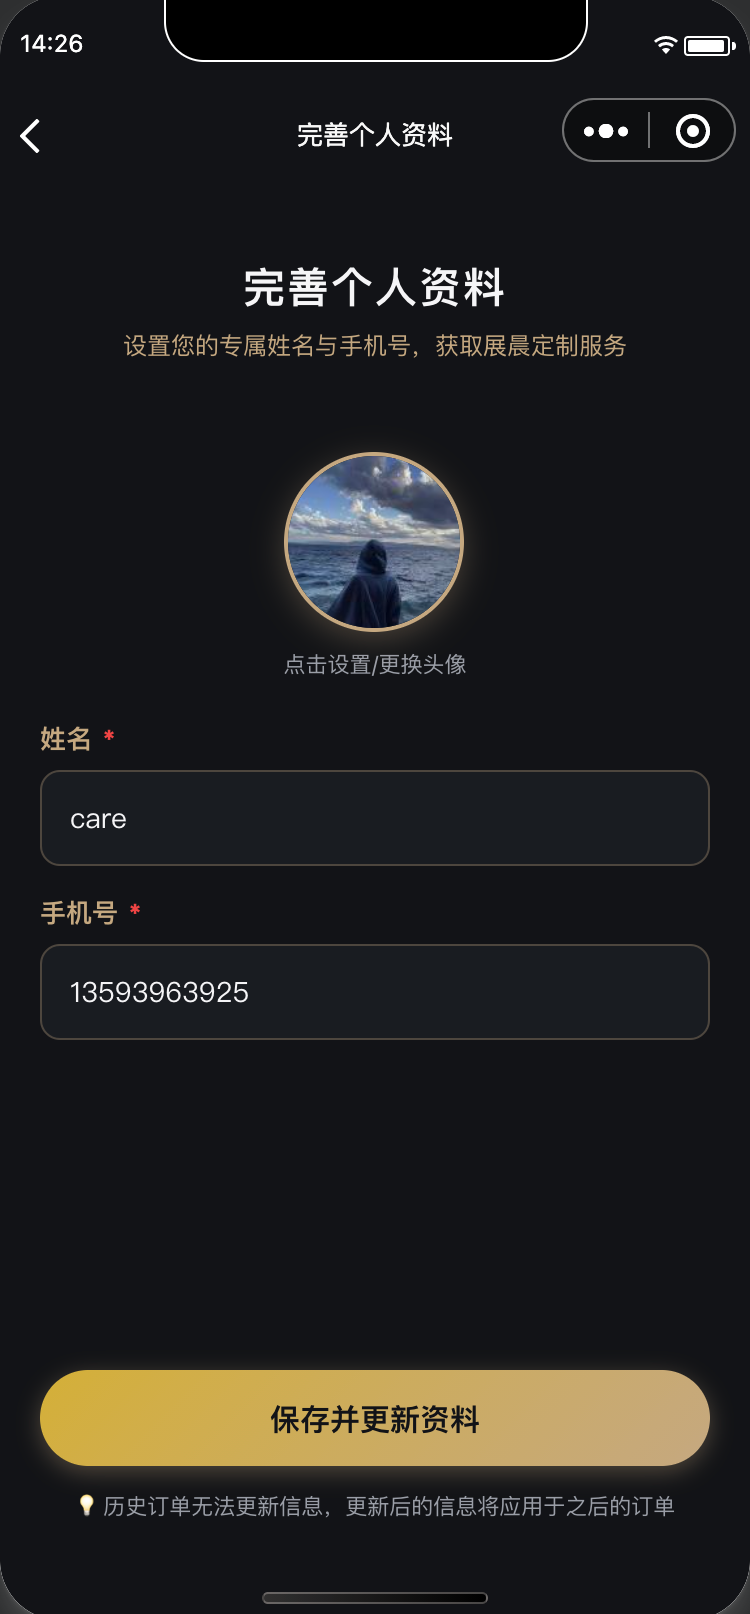 14:26
完善个人资料
完善个人资料
设置您的专属姓名与手机号，获取展晨定制服务
点击设置/更换头像
姓名 *
care
手机号 *
13593963925
保存并更新资料
💡 历史订单无法更新信息，更新后的信息将应用于之后的订单